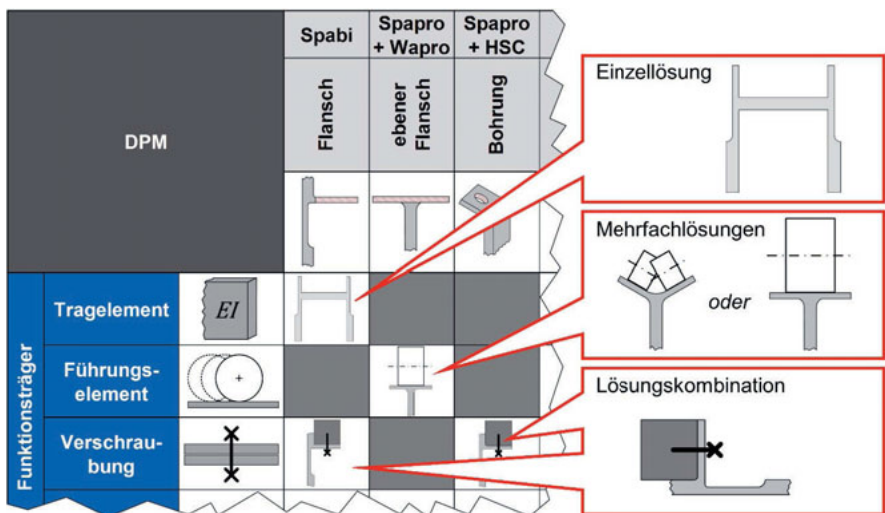 DPM
Spabi
Spapro
+ Wapro
Spapro
+ HSC
Flansch
ebener
Flansch
Bohrung
Funktionsträger
Tragelement
EI
Führungs-
element
Verschrau-
bung
Einzellösung
Mehrfachlösungen
oder
Lösungskombination